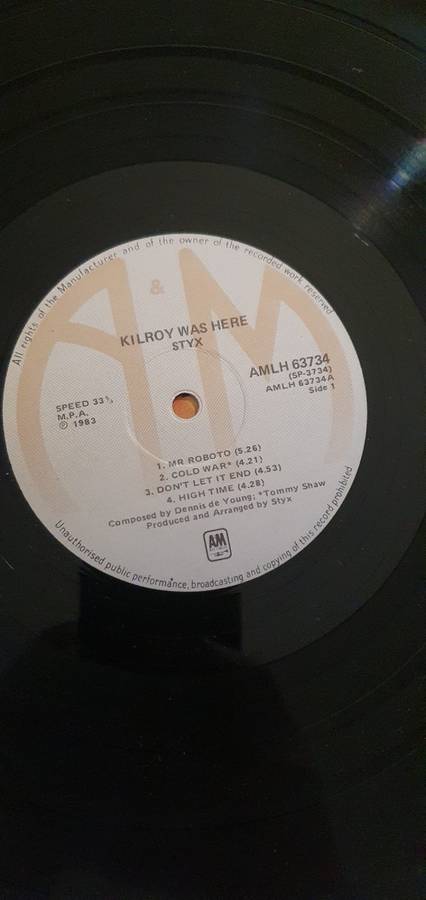 All rights of the Manufacturer and of the owner of the recorded work reserved
&
KILROY WAS HERE
STYX
AMLH 63734
(SP-3734)
AMLH 63734A
Side 1
SPEED 33⅓
M.P.A.
℗ 1983
1. MR ROBOTO (5.26)
2. COLD WAR* (4.21)
3. DON'T LET IT END (4.53)
4. HIGH TIME (4.28)
Composed by Dennis de Young; *Tommy Shaw
Produced and Arranged by Styx
AM
Unauthorised public performance, broadcasting and copying of this record prohibited